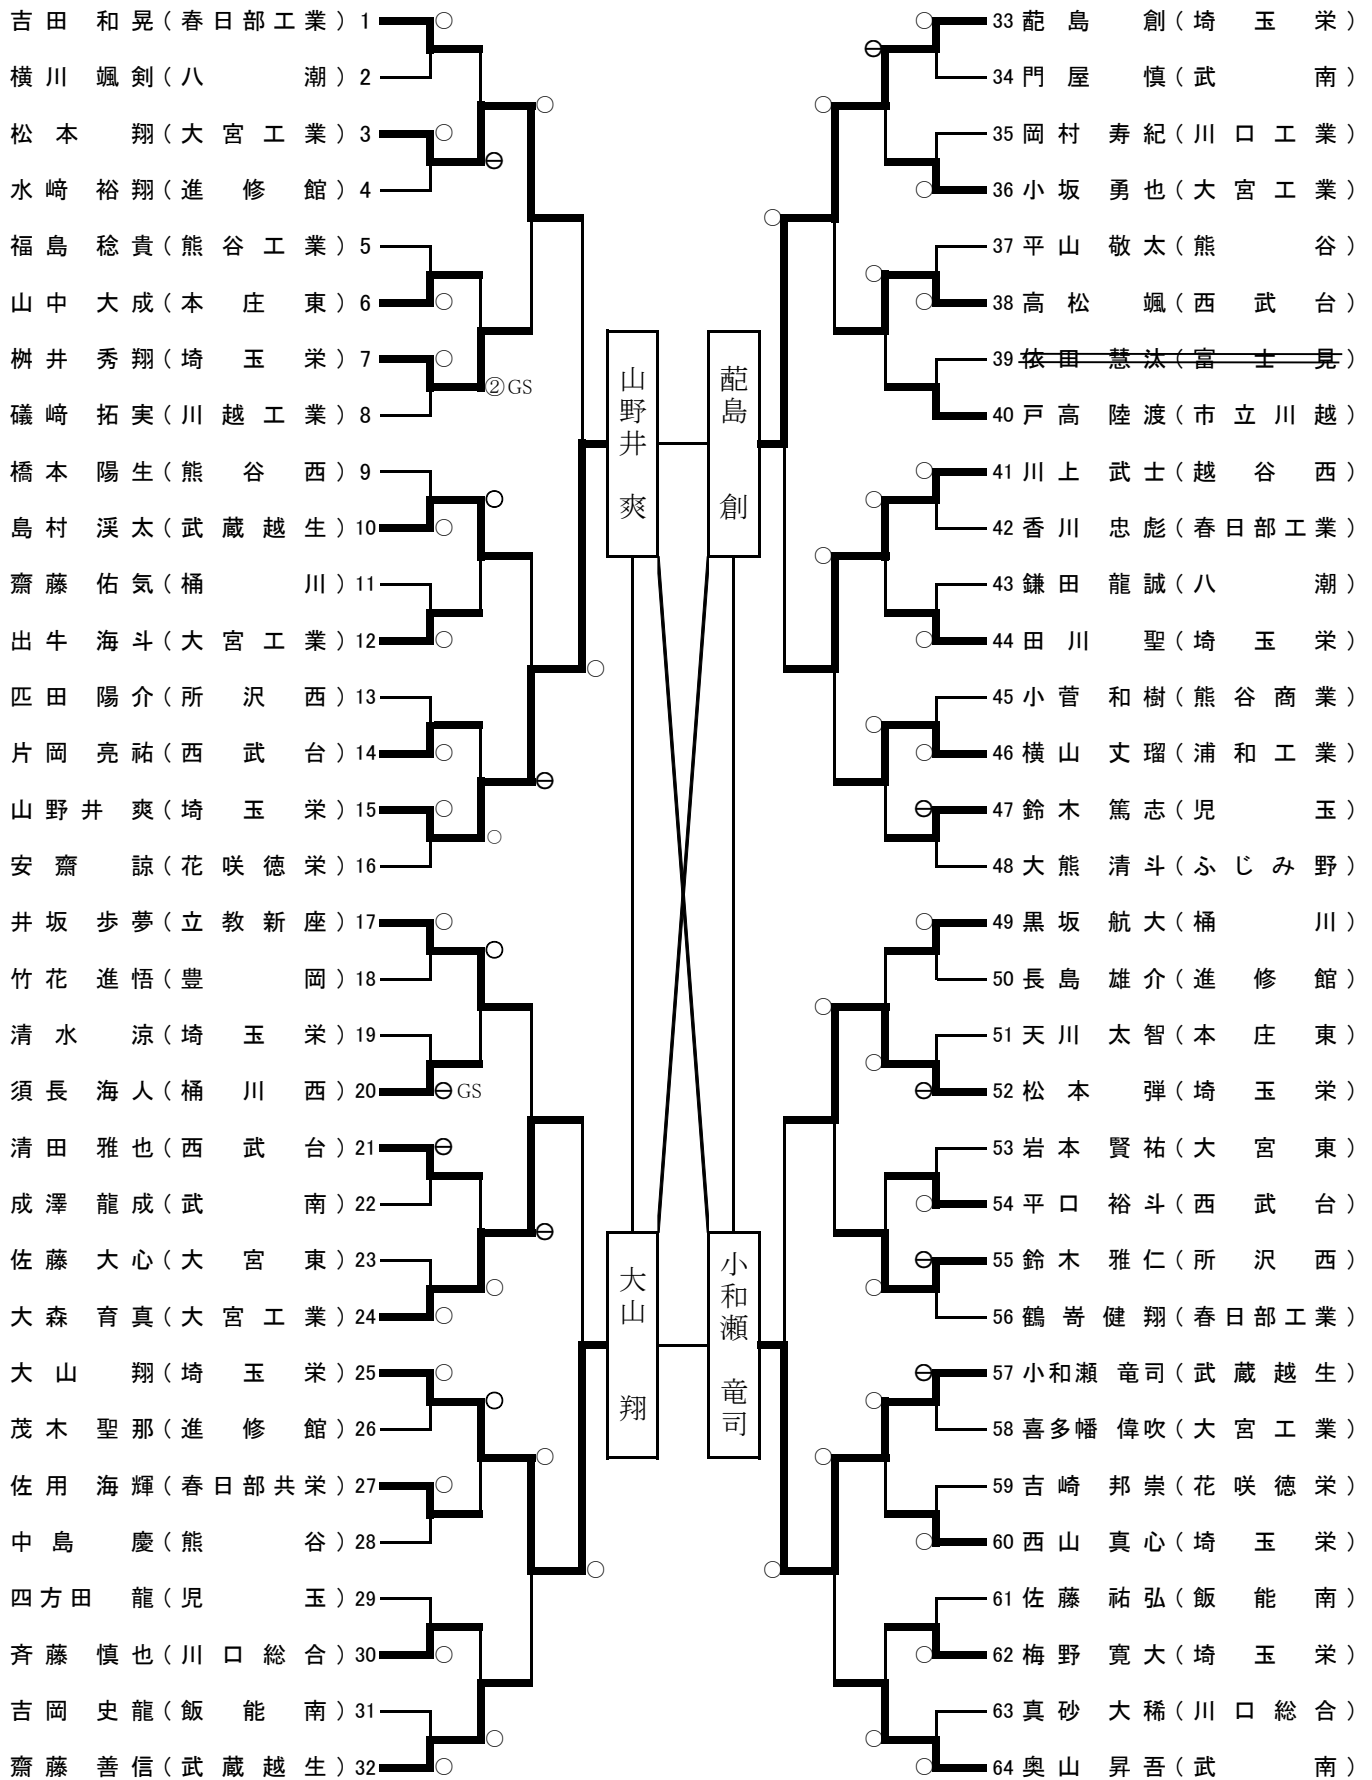 吉田 和晃（春日部工業）1 ○
横川 颯剣（八潮）2
松本 翔（大宮工業）3 ○
水﨑 裕翔（進修館）4
福島 稔貴（熊谷工業）5
山中 大成（本庄東）6 ○
桝井 秀翔（埼玉栄）7 ○
②GS
礒﨑 拓実（川越工業）8
橋本 陽生（熊谷西）9
島村 渓太（武蔵越生）10 ○
齋藤 佑気（桶川）11
出牛 海斗（大宮工業）12 ○
匹田 陽介（所沢西）13
片岡 亮祐（西武台）14 ○
山野井 爽（埼玉栄）15 ○
安齋 諒（花咲徳栄）16
井坂 歩夢（立教新座）17 ○
竹花 進悟（豊岡）18
清水 涼（埼玉栄）19
須長 海人（桶川西）20 ⊖ GS
清田 雅也（西武台）21 ⊖
成澤 龍成（武南）22
佐藤 大心（大宮東）23
大森 育真（大宮工業）24 ○
大山 翔（埼玉栄）25 ○
茂木 聖那（進修館）26
佐用 海輝（春日部共栄）27 ○
中島 慶（熊谷）28
四方田 龍（児玉）29
斉藤 慎也（川口総合）30 ○
吉岡 史龍（飯能南）31
齋藤 善信（武蔵越生）32 ○
山野井 爽
蓜島 創
大山 翔
小和瀬 竜司
○ 33 蓜島 創（埼玉栄）
34 門屋 慎（武南）
35 岡村 寿紀（川口工業）
○ 36 小坂 勇也（大宮工業）
37 平山 敬太（熊谷）
○ 38 高松 颯（西武台）
39 依田 慧汰（富士見）
40 戸高 陸渡（市立川越）
○ 41 川上 武士（越谷西）
42 香川 忠彪（春日部工業）
43 鎌田 龍誠（八潮）
○ 44 田川 聖（埼玉栄）
45 小菅 和樹（熊谷商業）
○ 46 横山 丈瑠（浦和工業）
⊖ 47 鈴木 篤志（児玉）
48 大熊 清斗（ふじみ野）
○ 49 黒坂 航大（桶川）
50 長島 雄介（進修館）
51 天川 太智（本庄東）
⊖ 52 松本 弾（埼玉栄）
53 岩本 賢祐（大宮東）
○ 54 平口 裕斗（西武台）
⊖ 55 鈴木 雅仁（所沢西）
56 鶴嵜 健翔（春日部工業）
⊖ 57 小和瀬 竜司（武蔵越生）
58 喜多幡 偉吹（大宮工業）
59 吉崎 邦崇（花咲徳栄）
○ 60 西山 真心（埼玉栄）
61 佐藤 祐弘（飯能南）
○ 62 梅野 寛大（埼玉栄）
63 真砂 大稀（川口総合）
○ 64 奥山 昇吾（武南）